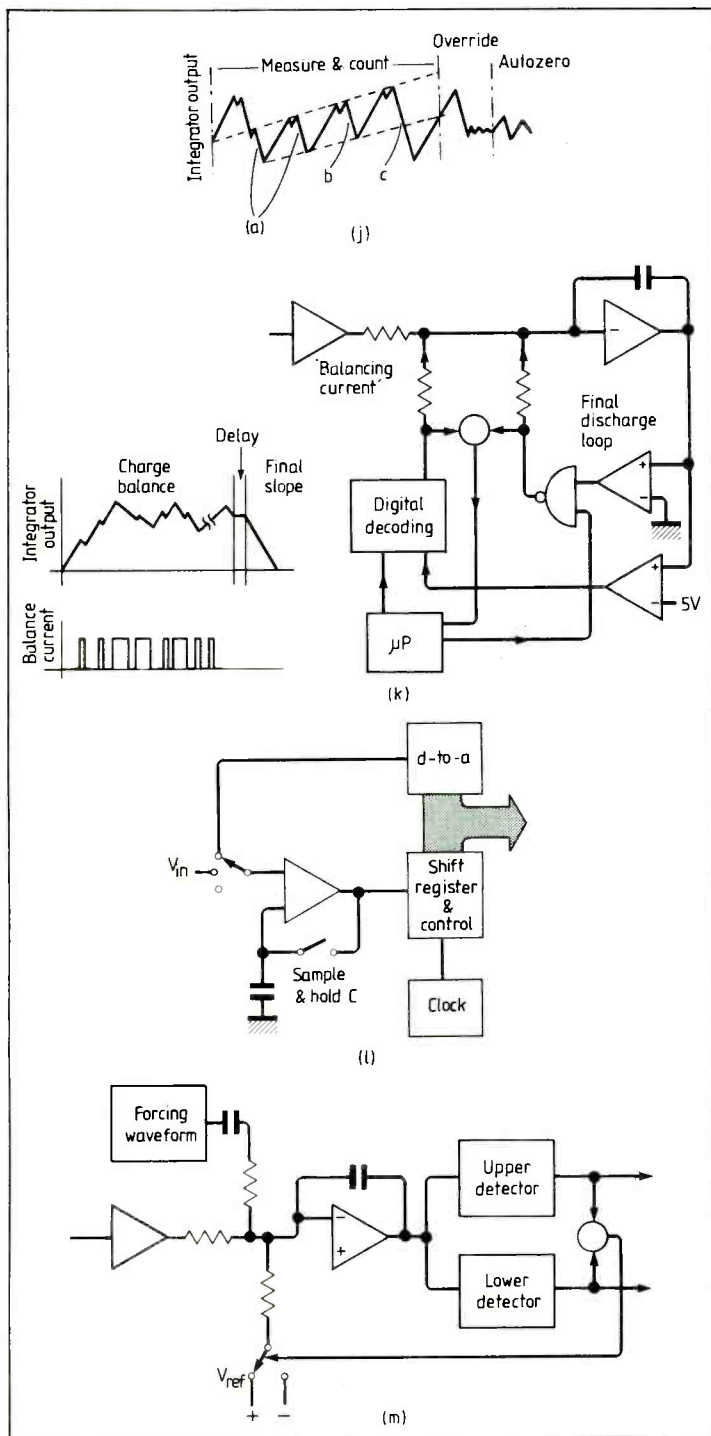 Override
Measure & count
Autozero
Integrator output
(a)
b
c
(j)
'Balancing
current'
Final
discharge
loop
Delay
Charge
balance
Final
slope
Integrator
output
Digital
decoding
+
−
−
+
−
5V
Balance
current
µP
(k)
d-to-a
Vin
Shift
register
&
control
Sample
& hold C
Clock
(l)
Forcing
waveform
Upper
detector
−
+
Lower
detector
Vref
+
−
(m)